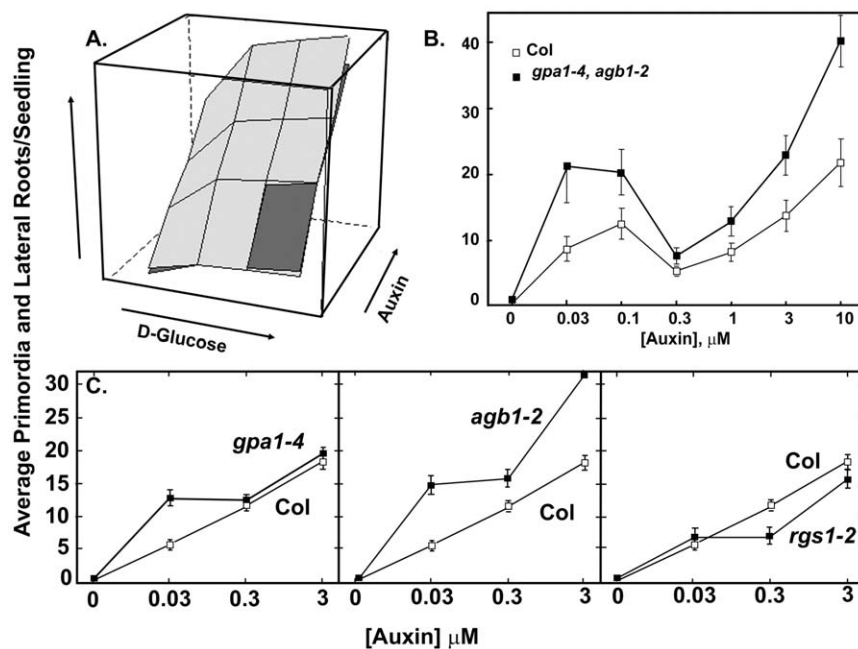 Average Primordia and Lateral Roots/Seedling
A.
D-Glucose
Auxin
B.
Col
gpa1-4, agb1-2
40
30
20
10
0
0 0.03 0.1 0.3 1 3 10
[Auxin], μM
C.
30
25
20
15
10
5
0
gpa1-4
Col
0 0.03 0.3 3
agb1-2
Col
0 0.03 0.3 3
Col
rgs1-2
0 0.03 0.3 3
[Auxin] μM